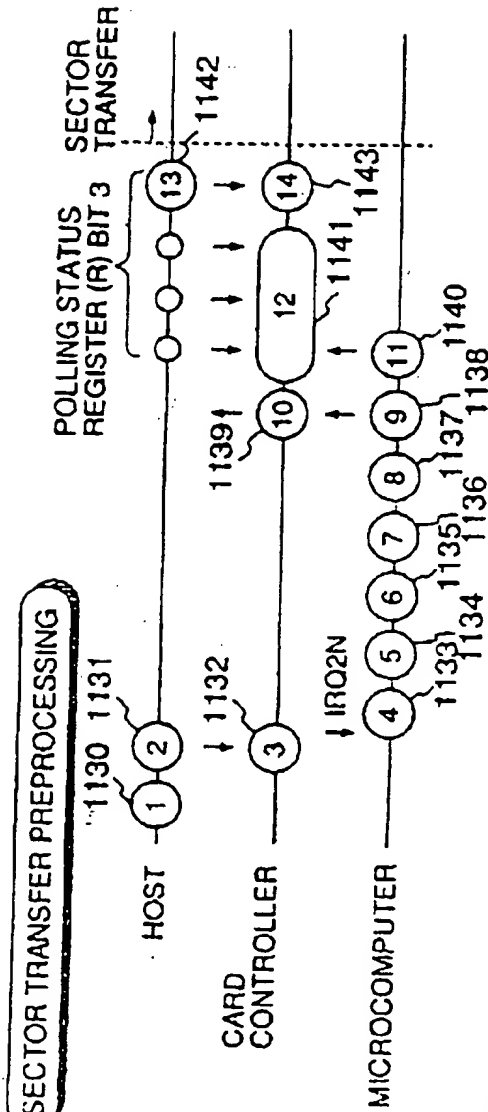 SECTOR TRANSFER PREPROCESSING
POLLING STATUS
REGISTER (R) BIT 3
SECTOR
TRANSFER
1130
1131
1142
HOST
1
2
13
1132
1139
1141
1143
CARD
CONTROLLER
3
10
12
14
IRQ2N
MICROCOMPUTER
4
5
6
7
8
9
11
1133
1134
1135
1136
1137
1138
1140